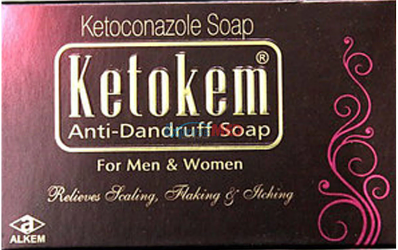 Ketoconazole Soap
Ketokem®
Anti-Dandruff Soap
For Men & Women
Relieves Scaling, Flaking & Itching
ALKEM